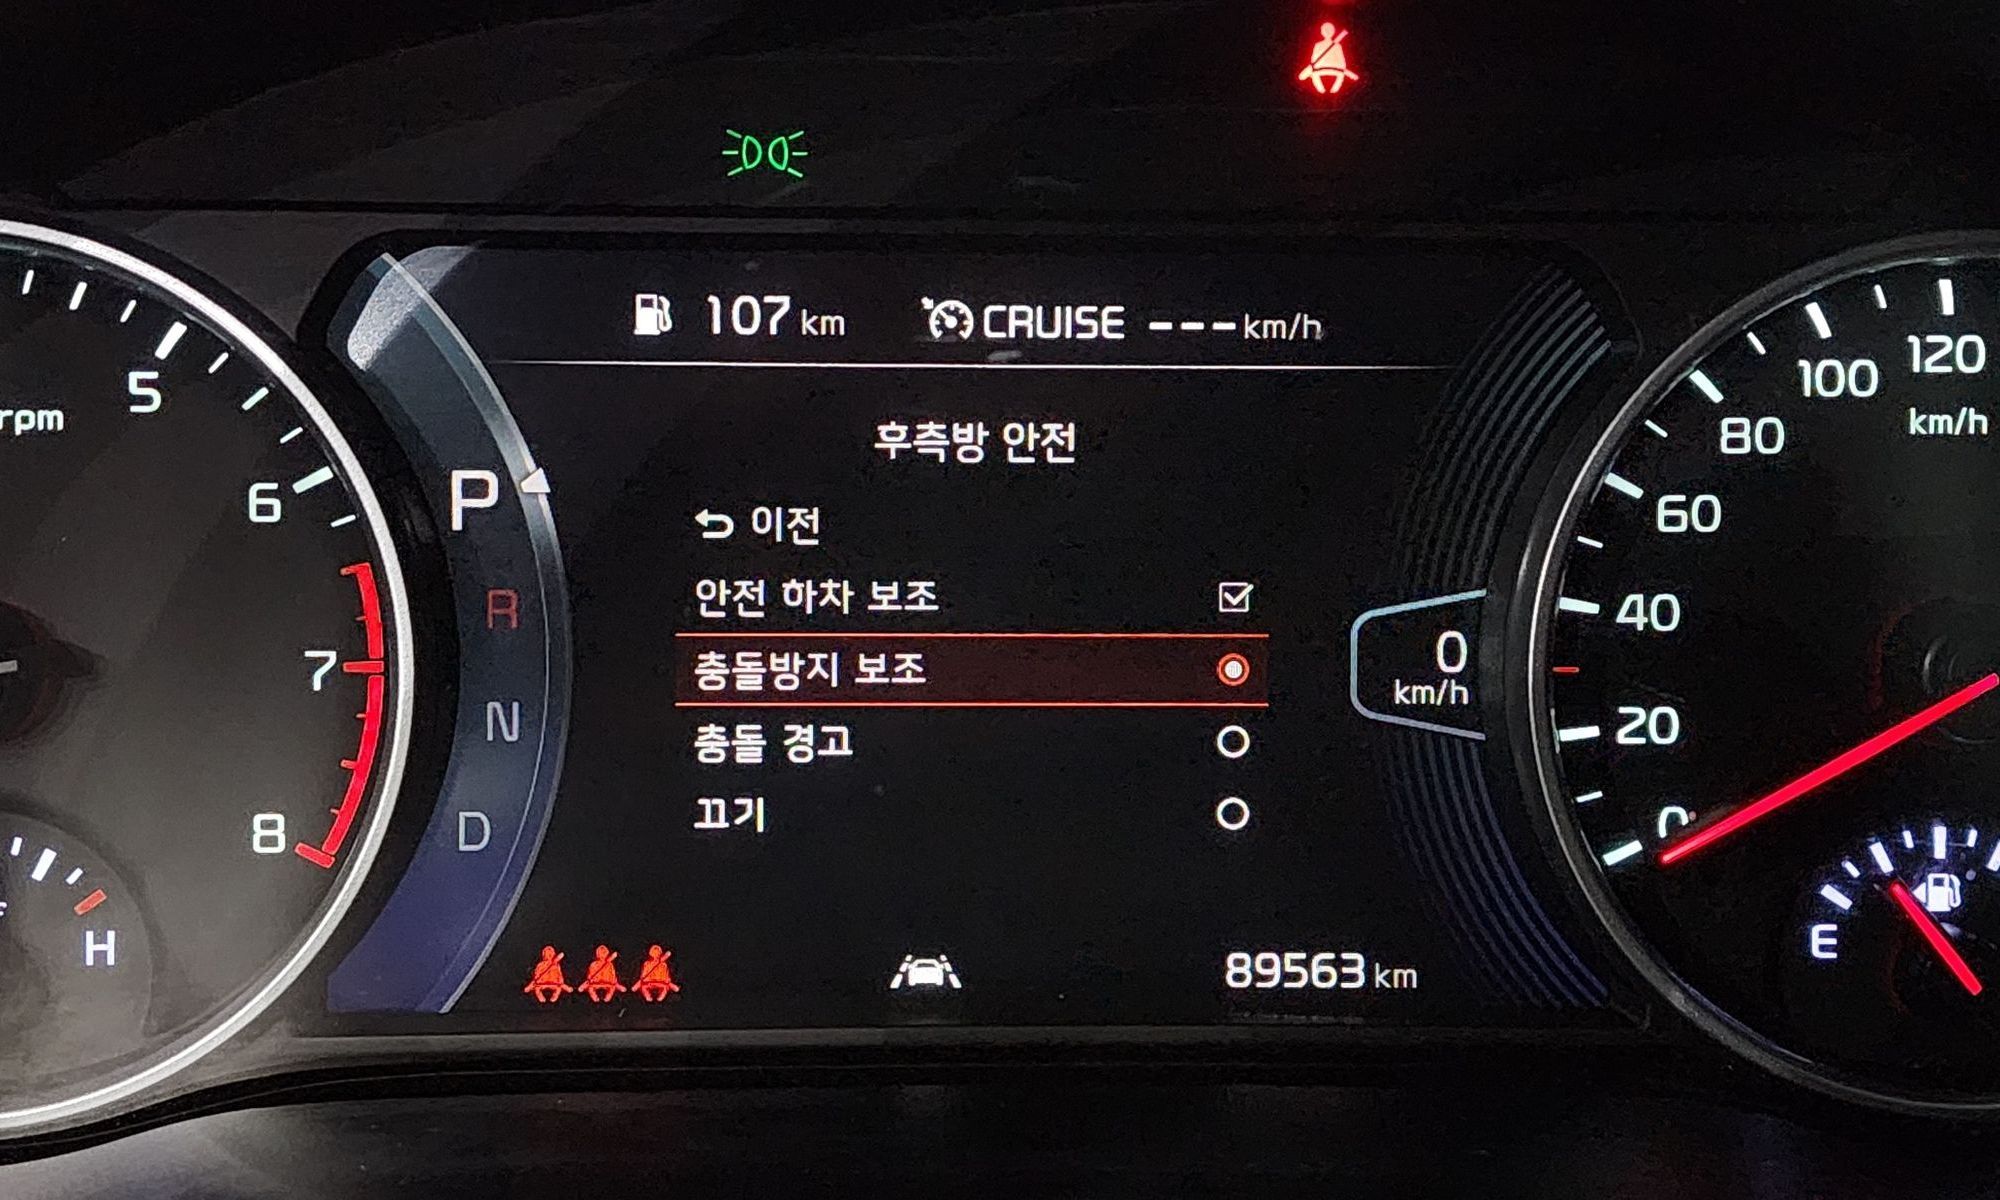 107 km CRUISE ---km/h
후측방 안전
이전
안전 하차 보조
충돌방지 보조
충돌 경고
끄기
89563 km
P
R
N
D
0
km/h
rpm
5
6
7
8
H
120
100
80
60
40
20
0
km/h
E